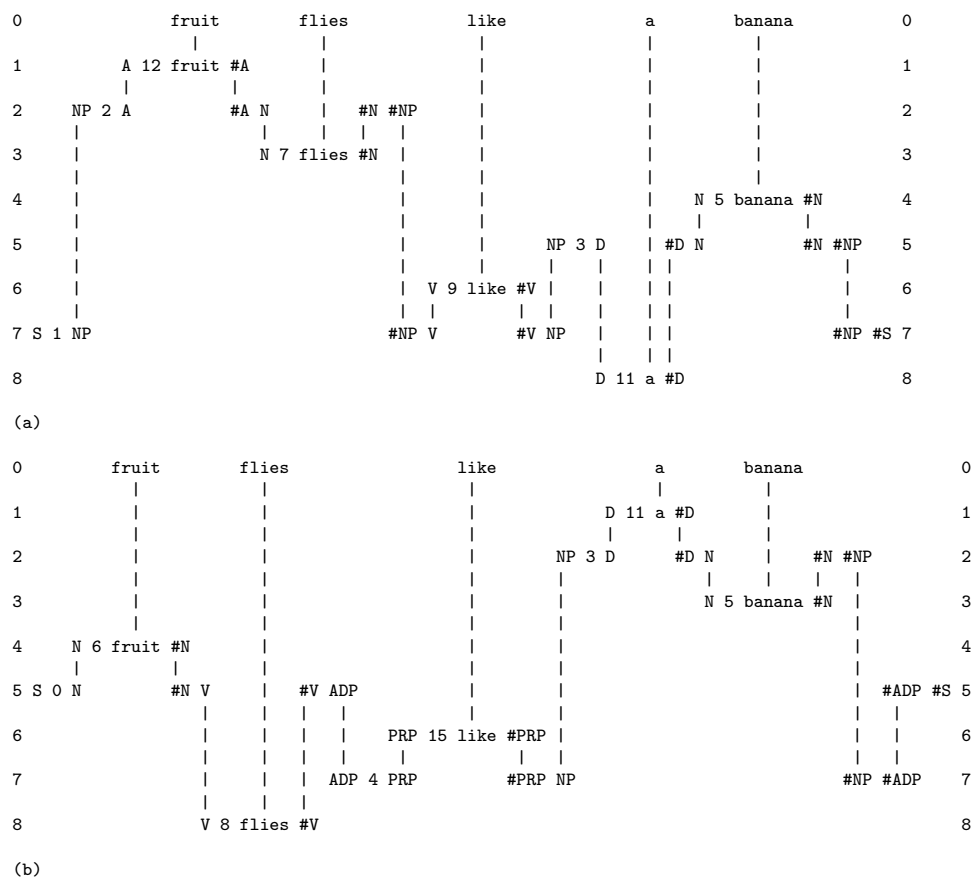 0 fruit flies like a banana 0
| | | | |
1 A 12 fruit #A | | | | 1
| | | | | |
2 NP 2 A #A N | #N #NP | | | 2
| | | | | | | | |
3 | N 7 flies #N | | | | 3
| | | | |
4 | | | | N 5 banana #N 4
| | | | | |
5 | | | NP 3 D | #D N #N #NP 5
| | | | | | | |
6 | | V 9 like #V | | | | | 6
| | | | | | | | |
7 S 1 NP #NP V #V NP | | | #NP #S 7
| | |
8 D 11 a #D 8
(a)
0 fruit flies like a banana 0
| | | | |
1 | | | D 11 a #D | 1
| | | | | |
2 | | | NP 3 D #D N | #N #NP 2
| | | | | | | |
3 | | | | N 5 banana #N | 3
| | | | |
4 N 6 fruit #N | | | | 4
| | | | | |
5 S 0 N #N V | #V ADP | | | #ADP #S 5
| | | | | | | |
6 | | | | PRP 15 like #PRP | | | 6
| | | | | | | | |
7 | | | ADP 4 PRP #PRP NP #NP #ADP 7
| | |
8 V 8 flies #V 8
(b)